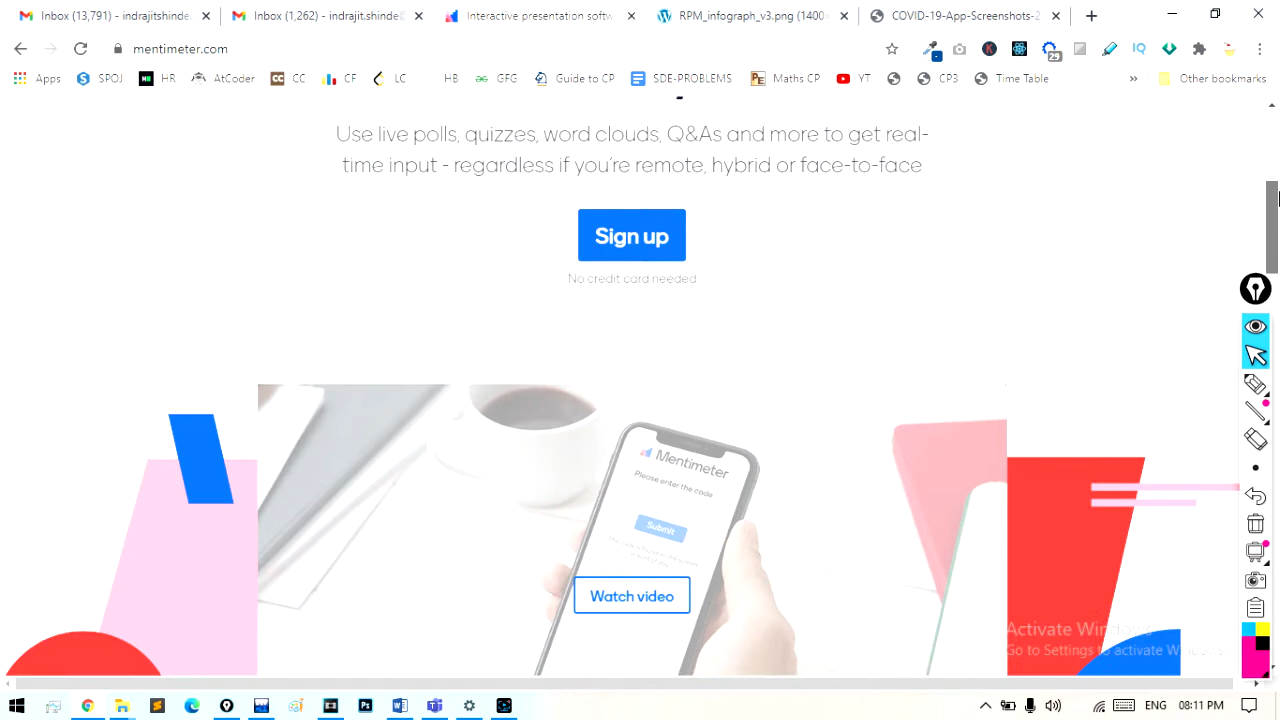 Inbox (13,791) - indrajitshinde
Inbox (1,262) - indrajit.shinde@
Interactive presentation softw
RPM_infograph_v3.png (1400
COVID-19-App-Screenshots-2
mentimeter.com
29
IQ
Apps
SPOJ
HR
AtCoder
CC
CF
LC
HB
GFG
Guide to CP
SDE-PROBLEMS
Maths CP
YT
CP3
Time Table
Other bookmarks
Use live polls, quizzes, word clouds, Q&As and more to get real-
time input - regardless if you're remote, hybrid or face-to-face
Sign up
No credit card needed
Mentimeter
Please enter the code
Submit
Watch video
Activate Windows
Go to Settings to activate Windows.
ENG
08:11 PM